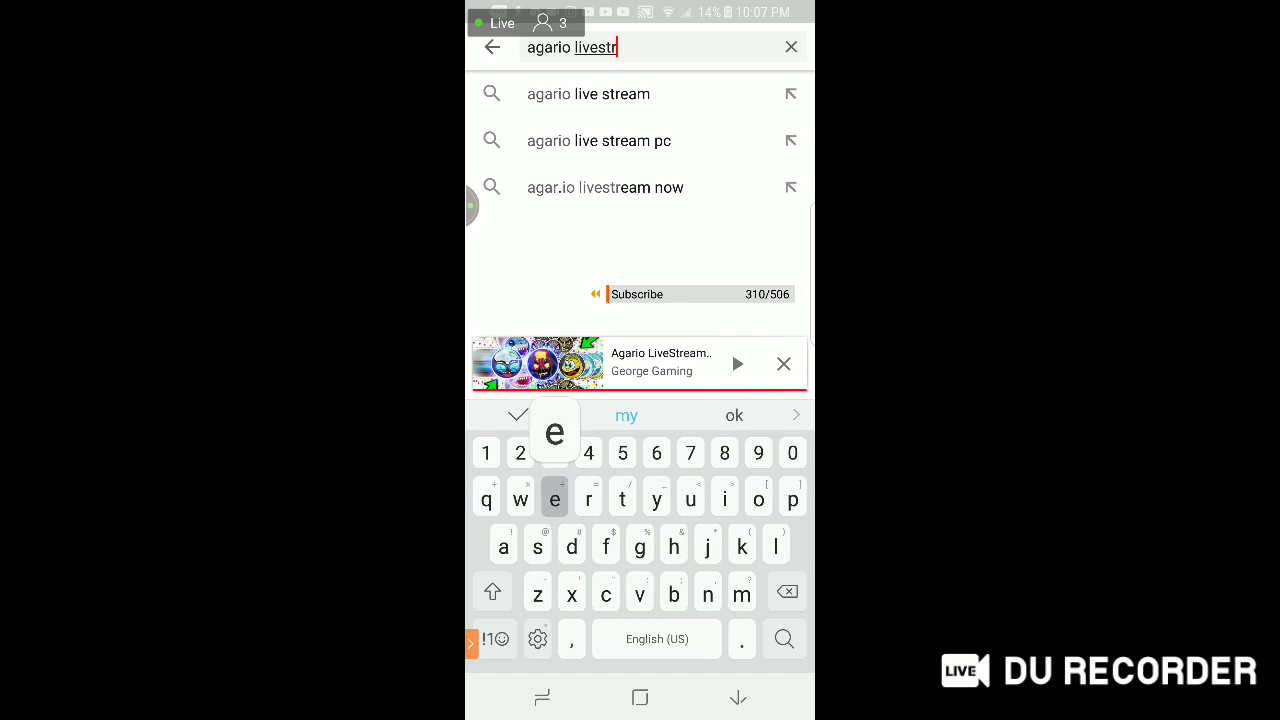 14% 10:07 PM
Live 3
agario livestr
agario live stream
agario live stream pc
agar.io livestream now
Subscribe 310/506
Agario LiveStream..
George Gaming
my ok
e
1 2 4 5 6 7 8 9 0
q w e r t y u i o p
a s d f g h j k l
z x c v b n m
!1☺ , English (US) .
LIVE DU RECORDER